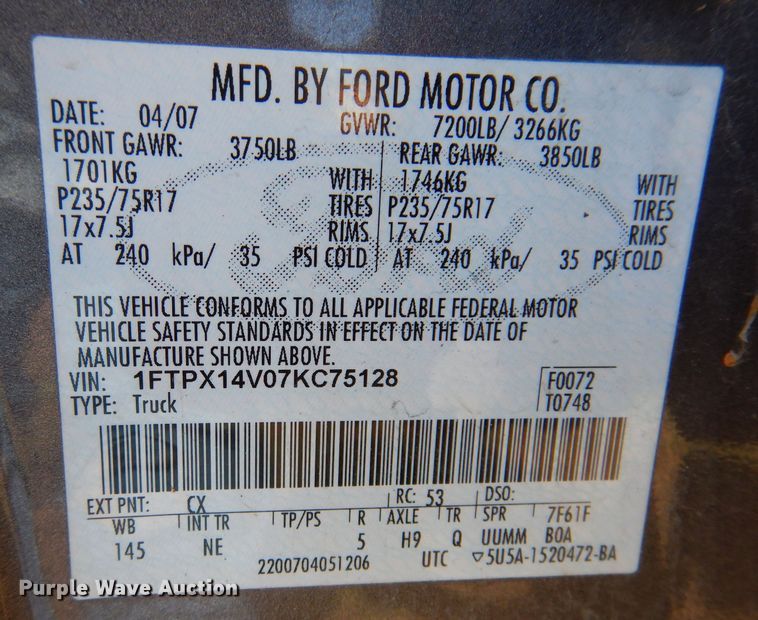 MFD. BY FORD MOTOR CO.
DATE: 04/07 GVWR: 7200LB/ 3266KG
FRONT GAWR: 3750LB REAR GAWR: 3850LB
1701KG WITH 1746KG WITH
P235/75R17 TIRES P235/75R17 TIRES
17x7.5J RIMS 17x7.5J RIMS
AT 240 kPa/ 35 PSI COLD AT 240 kPa/ 35 PSI COLD
THIS VEHICLE CONFORMS TO ALL APPLICABLE FEDERAL MOTOR
VEHICLE SAFETY STANDARDS IN EFFECT ON THE DATE OF
MANUFACTURE SHOWN ABOVE.
VIN: 1FTPX14V07KC75128 F0072
TYPE: Truck T0748
EXT PNT: CX RC: 53 DSO:
WB INT TR TP/PS R AXLE TR SPR 7F61F
145 NE 5 H9 Q UUMM BOA
2200704051206 UTC ▽5U5A-1520472-BA
Purple Wave Auction